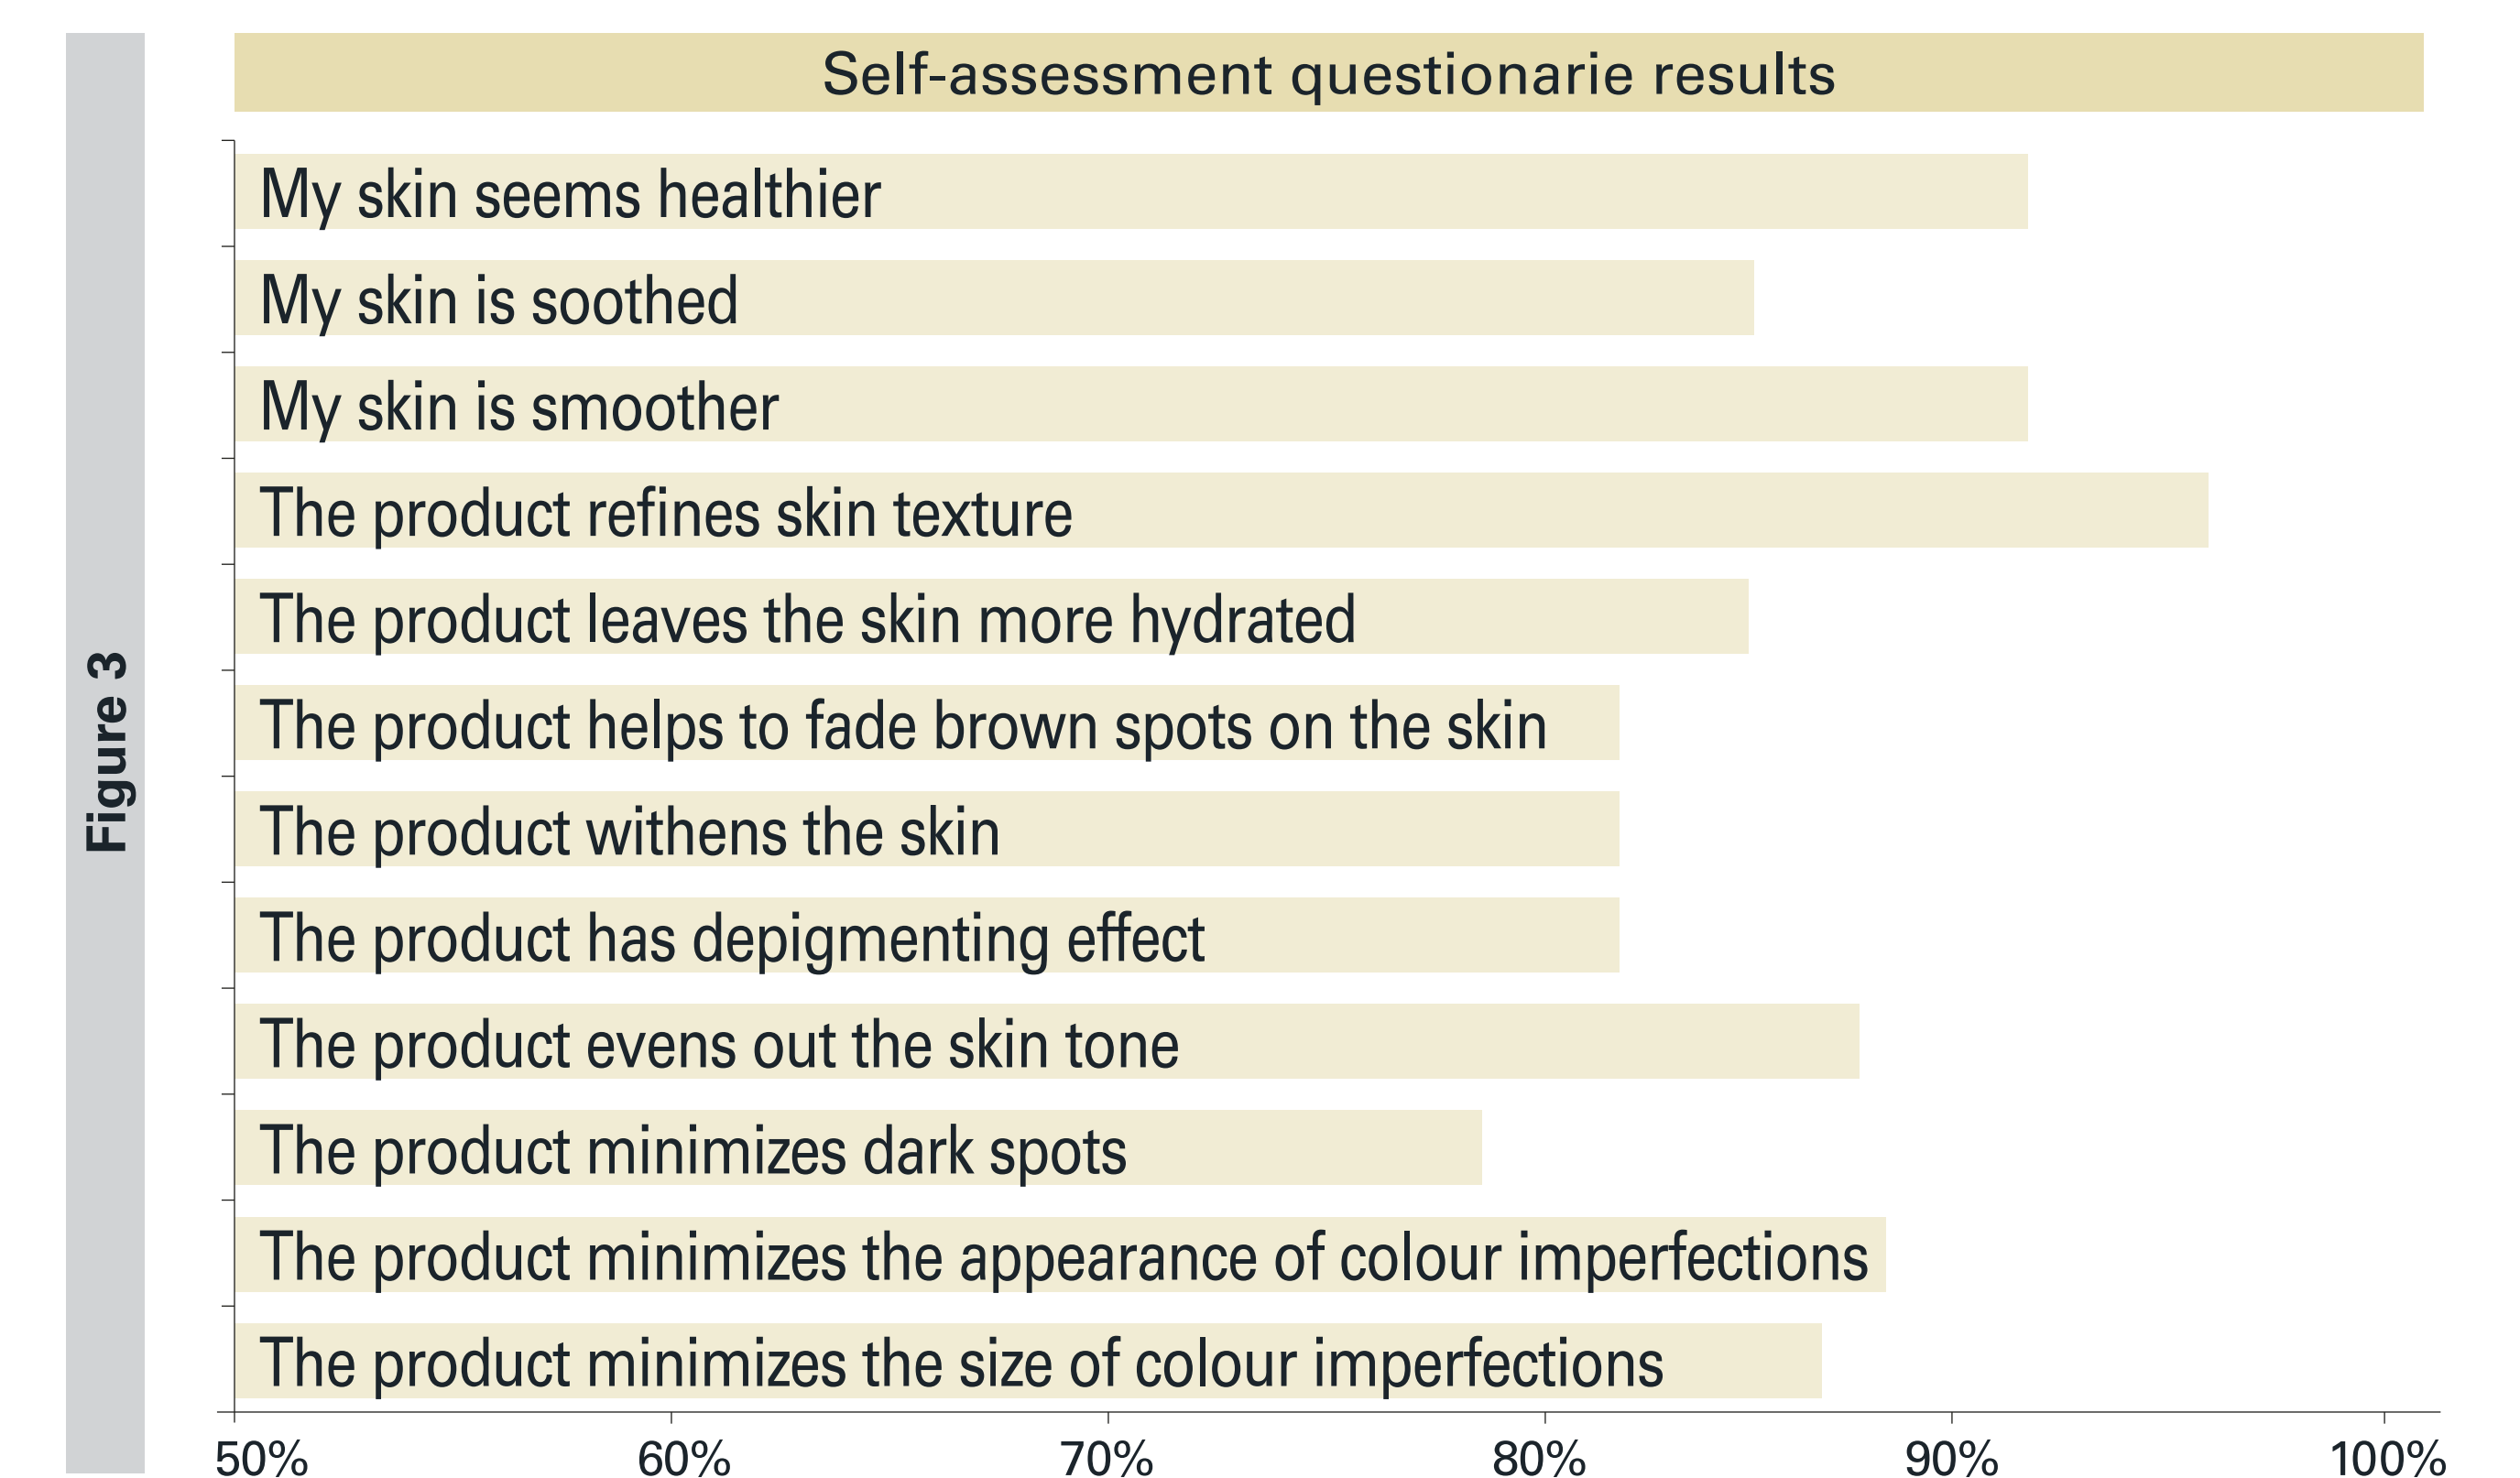 Figure 3
Self-assessment questionarie results
My skin seems healthier
My skin is soothed
My skin is smoother
The product refines skin texture
The product leaves the skin more hydrated
The product helps to fade brown spots on the skin
The product withens the skin
The product has depigmenting effect
The product evens out the skin tone
The product minimizes dark spots
The product minimizes the appearance of colour imperfections
The product minimizes the size of colour imperfections
50% 60% 70% 80% 90% 100%